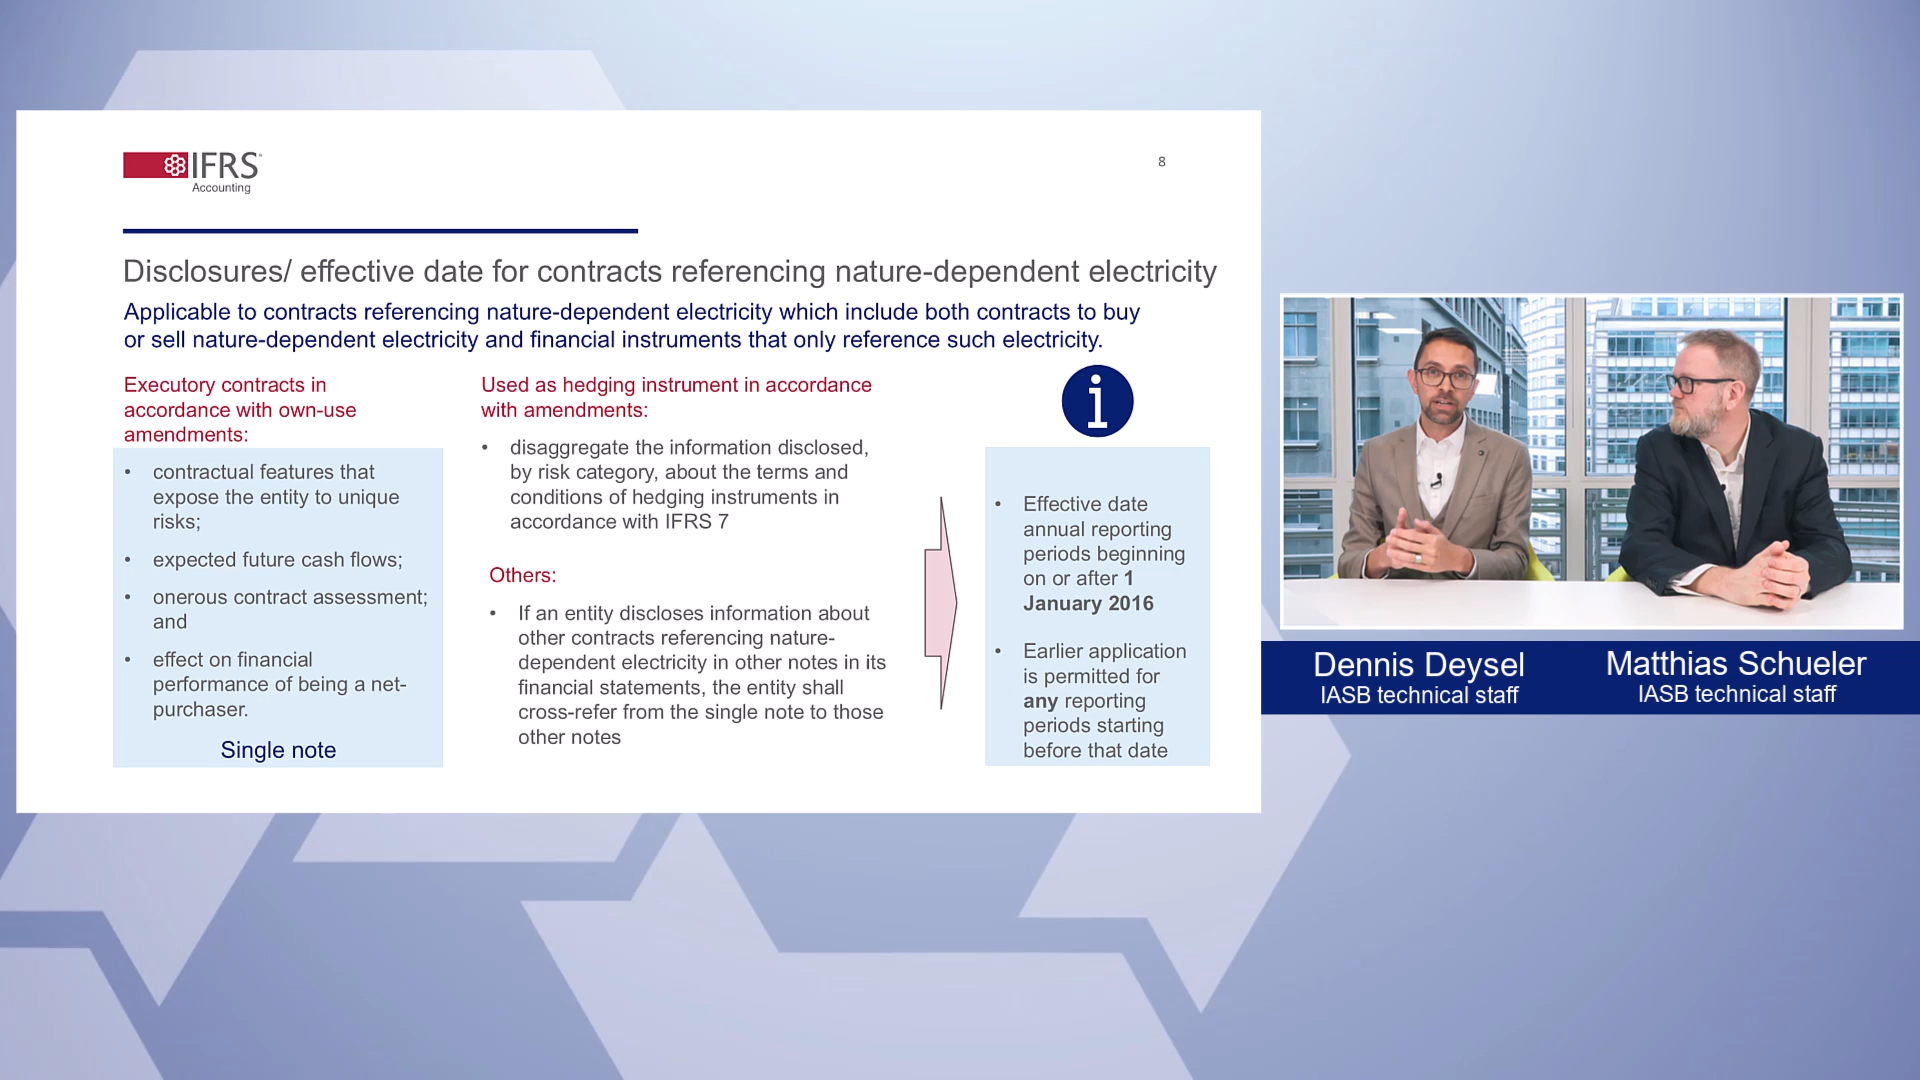 IFRS
Accounting
8
Disclosures/ effective date for contracts referencing nature-dependent electricity
Applicable to contracts referencing nature-dependent electricity which include both contracts to buy
or sell nature-dependent electricity and financial instruments that only reference such electricity.
Executory contracts in
accordance with own-use
amendments:
• contractual features that
expose the entity to unique
risks;
• expected future cash flows;
• onerous contract assessment;
and
• effect on financial
performance of being a net-
purchaser.
Single note
Used as hedging instrument in accordance
with amendments:
• disaggregate the information disclosed,
by risk category, about the terms and
conditions of hedging instruments in
accordance with IFRS 7
Others:
• If an entity discloses information about
other contracts referencing nature-
dependent electricity in other notes in its
financial statements, the entity shall
cross-refer from the single note to those
other notes
i
• Effective date
annual reporting
periods beginning
on or after 1
January 2016
• Earlier application
is permitted for
any reporting
periods starting
before that date
Dennis Deysel
IASB technical staff
Matthias Schueler
IASB technical staff